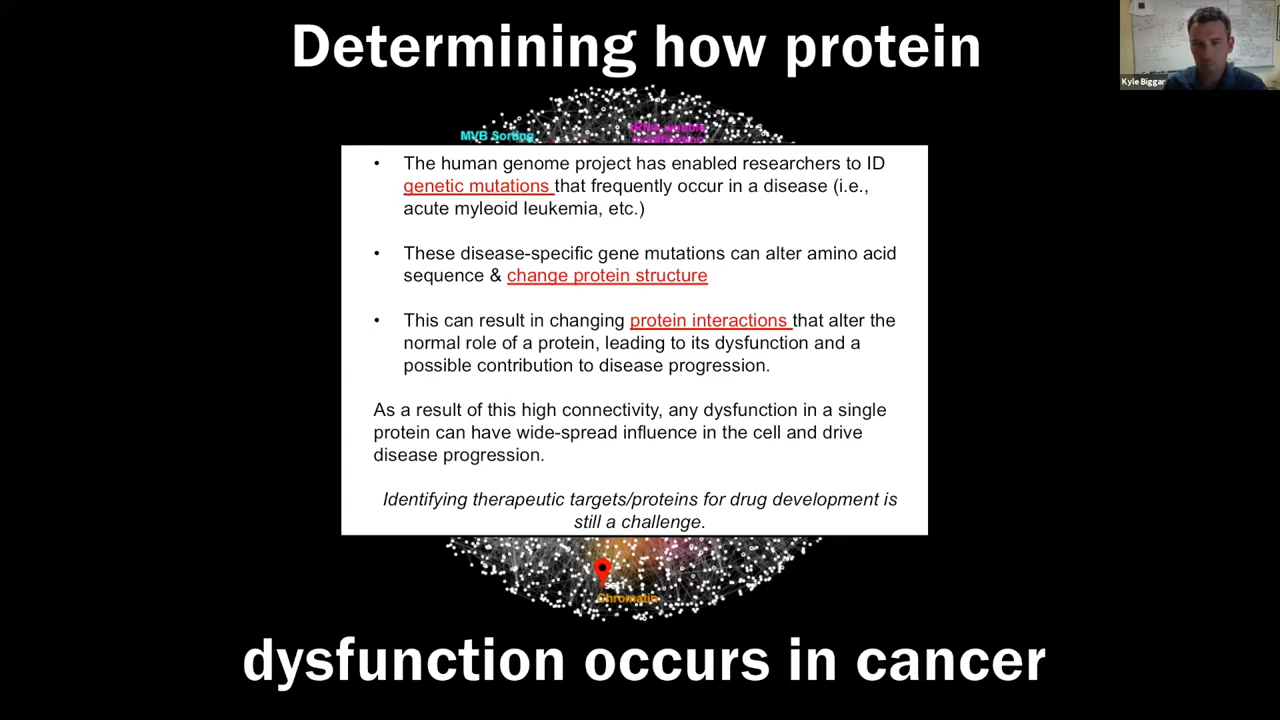 Determining how protein
Kyle Biggar
MVB Sorting
• The human genome project has enabled researchers to ID
genetic mutations that frequently occur in a disease (i.e.,
acute myeloid leukemia, etc.)
• These disease-specific gene mutations can alter amino acid
sequence & change protein structure
• This can result in changing protein interactions that alter the
normal role of a protein, leading to its dysfunction and a
possible contribution to disease progression.
As a result of this high connectivity, any dysfunction in a single
protein can have wide-spread influence in the cell and drive
disease progression.
Identifying therapeutic targets/proteins for drug development is
still a challenge.
set1
Chromatin
dysfunction occurs in cancer